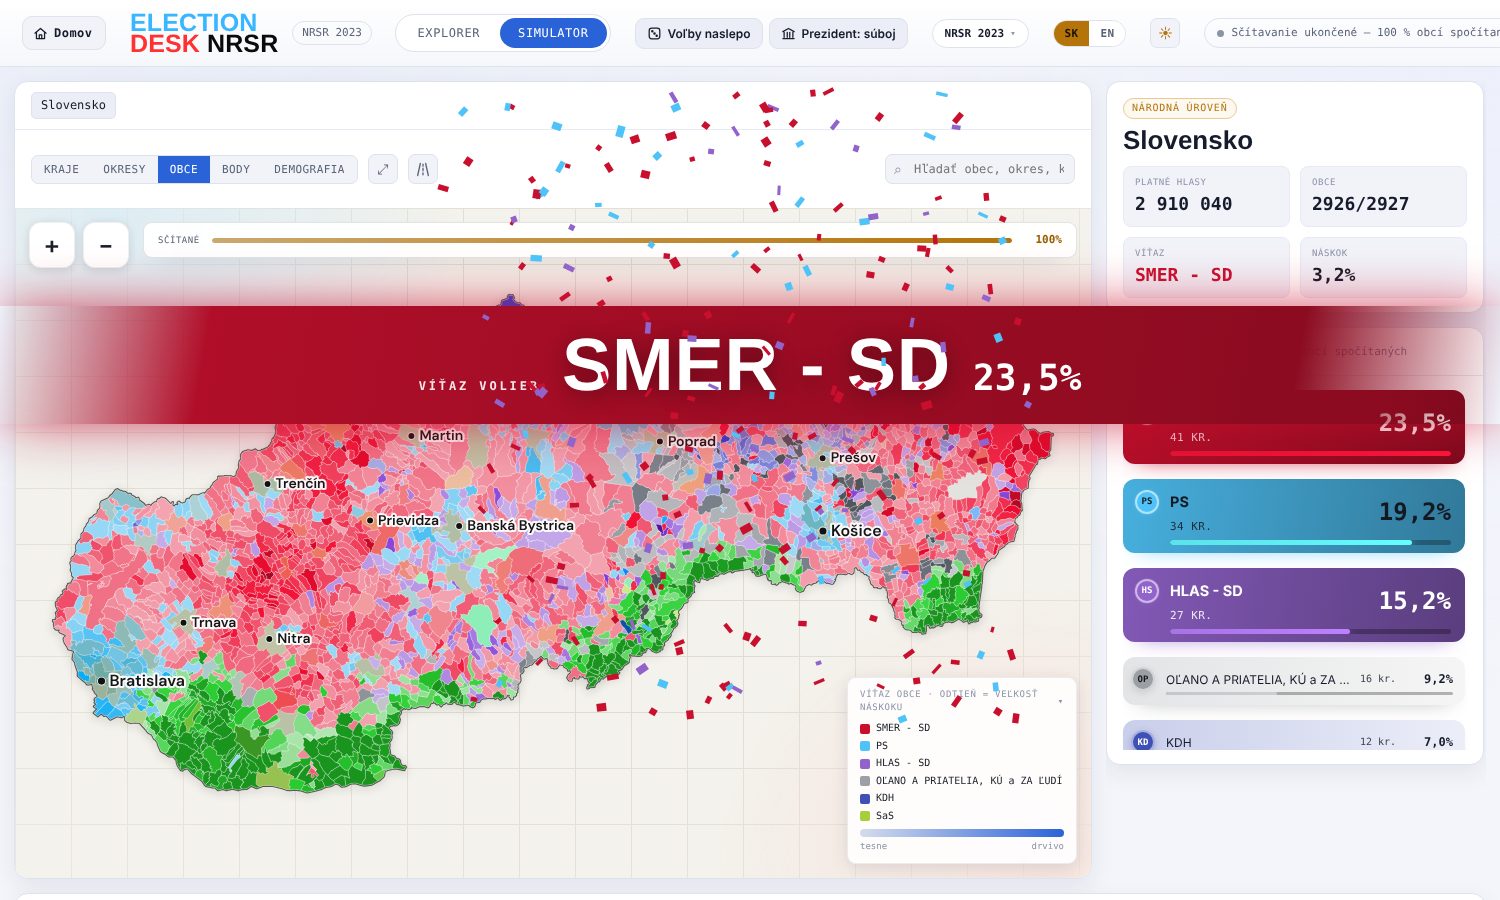 Domov
ELECTION
DESK NRSR
NRSR 2023
EXPLORER
SIMULATOR
Voľby naslepo
Prezident: súboj
NRSR 2023
SK
EN
Sčítavanie ukončené — 100 % obcí
Slovensko
KRAJE
OKRESY
OBCE
BODY
DEMOGRAFIA
Hľadať obec, okres, k
+
−
SČÍTANÉ
100%
NÁRODNÁ ÚROVEŇ
Slovensko
PLATNÉ HLASY
2 910 040
OBCE
2926/2927
VÍŤAZ
SMER - SD
NÁSKOK
3,2%
VÍŤAZ VOLIEB
SMER - SD
23,5%
spočítaných
23,5%
41 KR.
PS
PS
19,2%
34 KR.
HS
HLAS - SD
15,2%
27 KR.
OP
OĽANO A PRIATELIA, KÚ a ZA ...
16 kr.
9,2%
KD
KDH
12 kr.
7,0%
Martin
Poprad
Prešov
Trenčín
Prievidza
Banská Bystrica
Košice
Trnava
Nitra
Bratislava
VÍŤAZ OBCE · ODTIEŇ = VEĽKOSŤ
NÁSKOKU
SMER - SD
PS
HLAS - SD
OĽANO A PRIATELIA, KÚ a ZA ĽUDÍ
KDH
SaS
tesne
drvivo